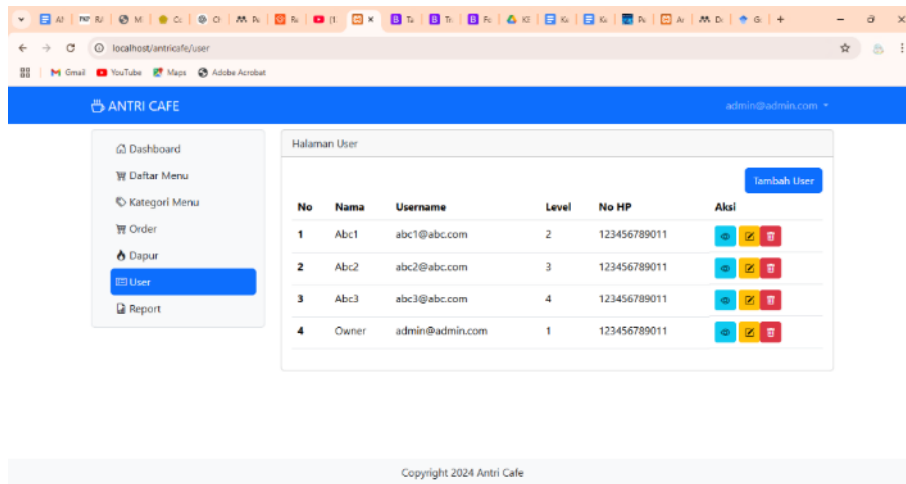 localhost/antricafe/user
Gmail YouTube Maps Adobe Acrobat
ANTRI CAFE admin@admin.com
Dashboard
Daftar Menu
Kategori Menu
Order
Dapur
User
Report
Halaman User
Tambah User
No Nama Username Level No HP Aksi
1 Abc1 abc1@abc.com 2 123456789011
2 Abc2 abc2@abc.com 3 123456789011
3 Abc3 abc3@abc.com 4 123456789011
4 Owner admin@admin.com 1 123456789011
Copyright 2024 Antri Cafe